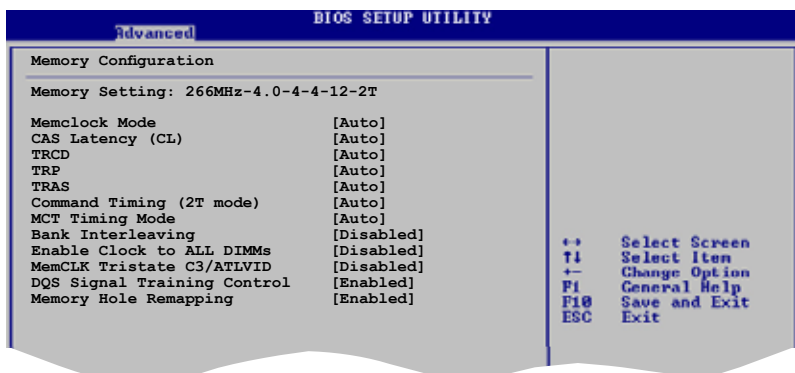 BIOS SETUP UTILITY
Advanced
Memory Configuration
Memory Setting: 266MHz-4.0-4-4-12-2T
Memclock Mode [Auto]
CAS Latency (CL) [Auto]
TRCD [Auto]
TRP [Auto]
TRAS [Auto]
Command Timing (2T mode) [Auto]
MCT Timing Mode [Auto]
Bank Interleaving [Disabled]
Enable Clock to ALL DIMMs [Disabled]
MemCLK Tristate C3/ATLVID [Disabled]
DQS Signal Training Control [Enabled]
Memory Hole Remapping [Enabled]
↔ Select Screen
↑↓ Select Item
+- Change Option
F1 General Help
F10 Save and Exit
ESC Exit